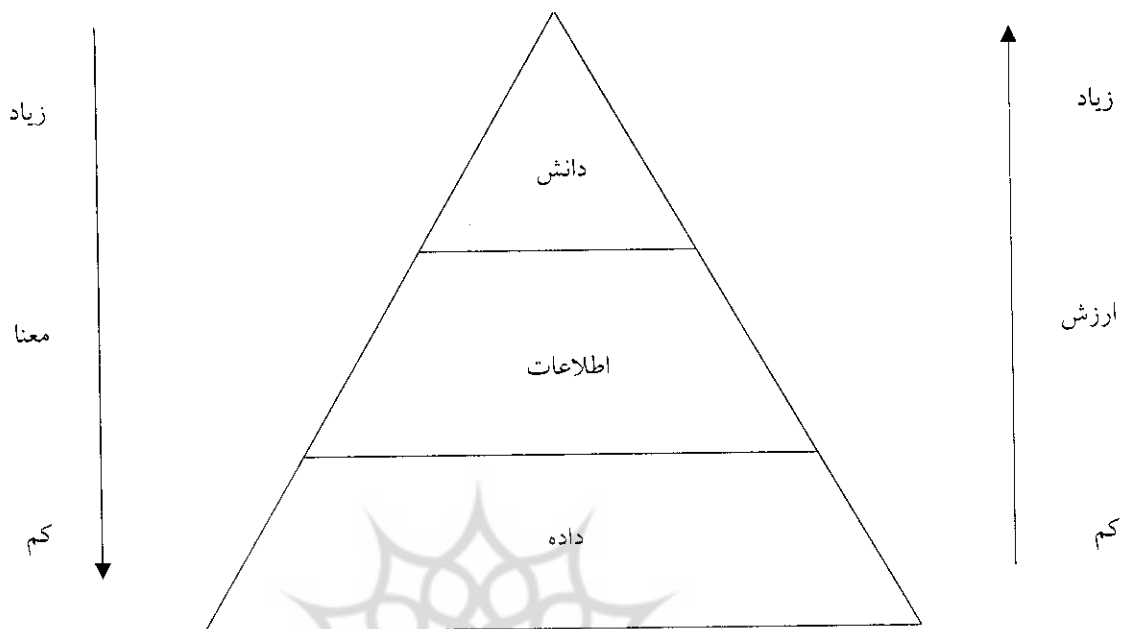 زیاد
زیاد
دانش
ارزش
معنا
اطلاعات
کم
داده
کم